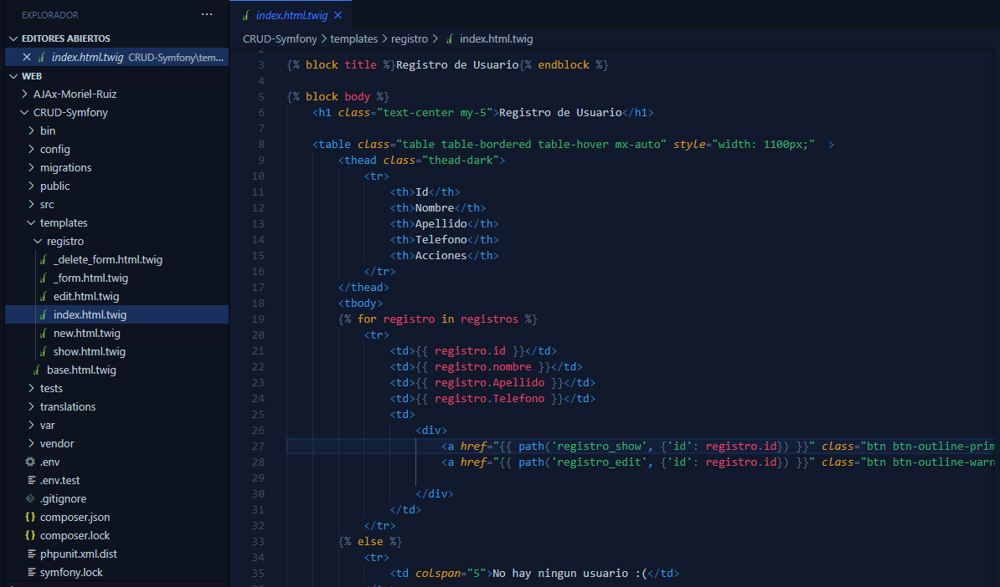 EXPLORADOR
···
EDITORES ABIERTOS
index.html.twig CRUD-Symfony\tem...
WEB
AJAx-Moriel-Ruiz
CRUD-Symfony
bin
config
migrations
public
src
templates
registro
_delete_form.html.twig
_form.html.twig
edit.html.twig
index.html.twig
new.html.twig
show.html.twig
base.html.twig
tests
translations
var
vendor
.env
.env.test
.gitignore
composer.json
composer.lock
phpunit.xml.dist
symfony.lock
index.html.twig
CRUD-Symfony > templates > registro > index.html.twig
2
3 {% block title %}Registro de Usuario{% endblock %}
4
5 {% block body %}
6 <h1 class="text-center my-5">Registro de Usuario</h1>
7
8 <table class="table table-bordered table-hover mx-auto" style="width: 1100px;"  >
9 <thead class="thead-dark">
10 <tr>
11 <th>Id</th>
12 <th>Nombre</th>
13 <th>Apellido</th>
14 <th>Telefono</th>
15 <th>Acciones</th>
16 </tr>
17 </thead>
18 <tbody>
19 {% for registro in registros %}
20 <tr>
21 <td>{{ registro.id }}</td>
22 <td>{{ registro.nombre }}</td>
23 <td>{{ registro.Apellido }}</td>
24 <td>{{ registro.Telefono }}</td>
25 <td>
26 <div>
27 <a href="{{ path('registro_show', {'id': registro.id}) }}" class="btn btn-outline-prim
28 <a href="{{ path('registro_edit', {'id': registro.id}) }}" class="btn btn-outline-warn
29
30 </div>
31 </td>
32 </tr>
33 {% else %}
34 <tr>
35 <td colspan="5">No hay ningun usuario :(</td>